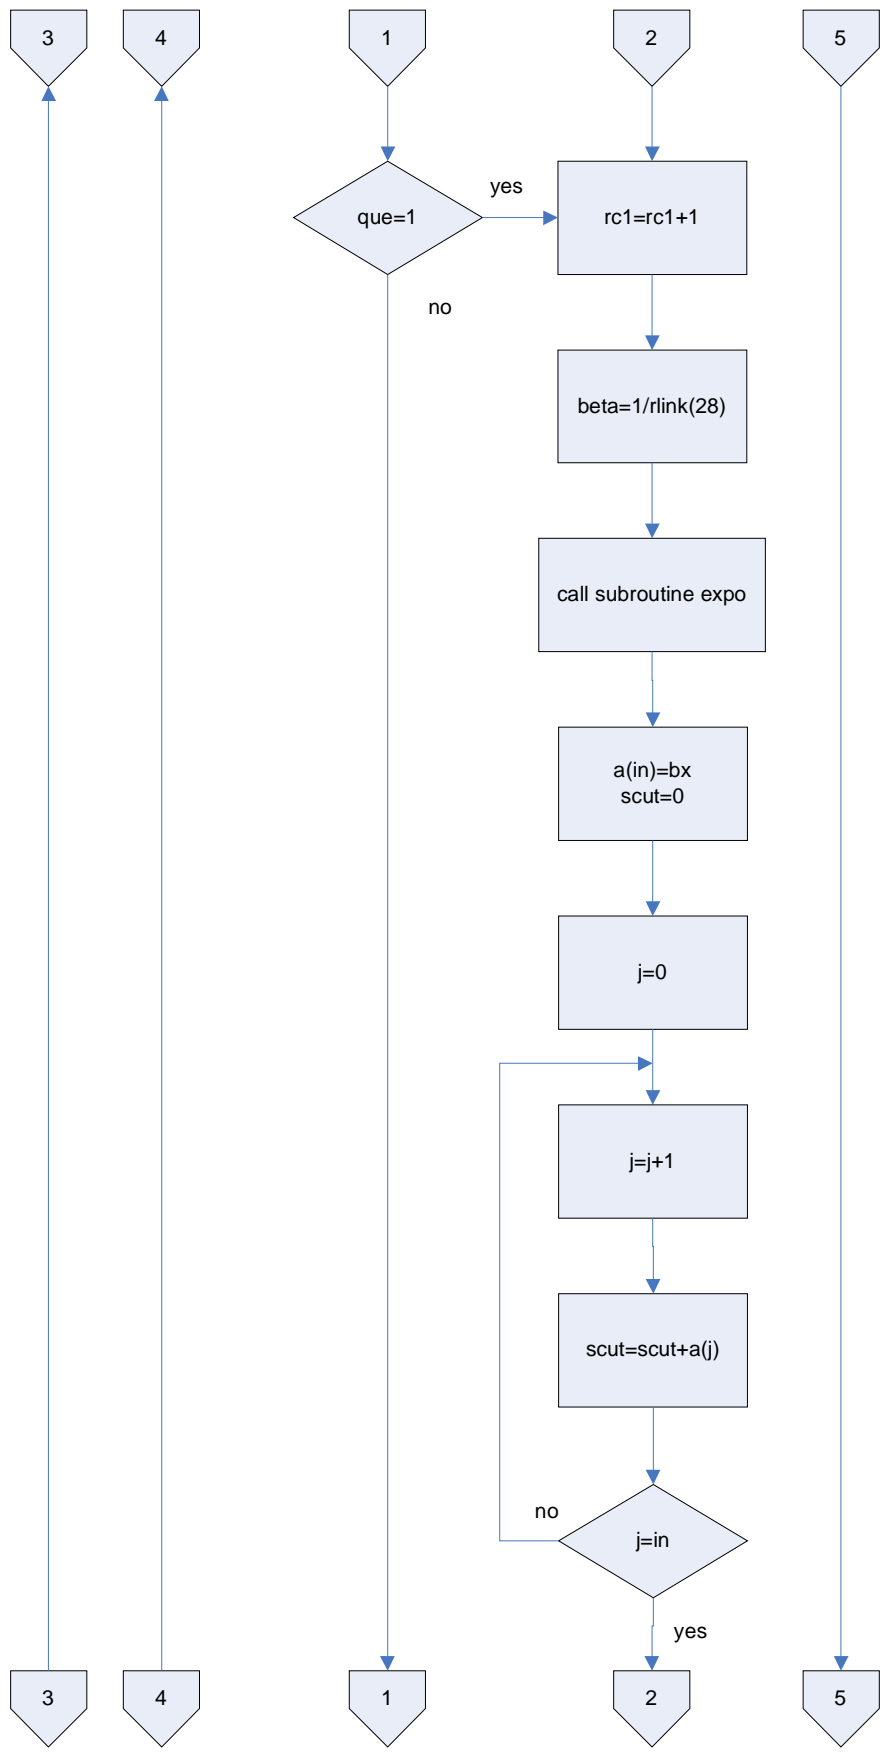 3
4
1
2
5
yes
que=1
rc1=rc1+1
no
beta=1/rlink(28)
call subroutine expo
a(in)=bx
scut=0
j=0
j=j+1
scut=scut+a(j)
no
j=in
yes
3
4
1
2
5